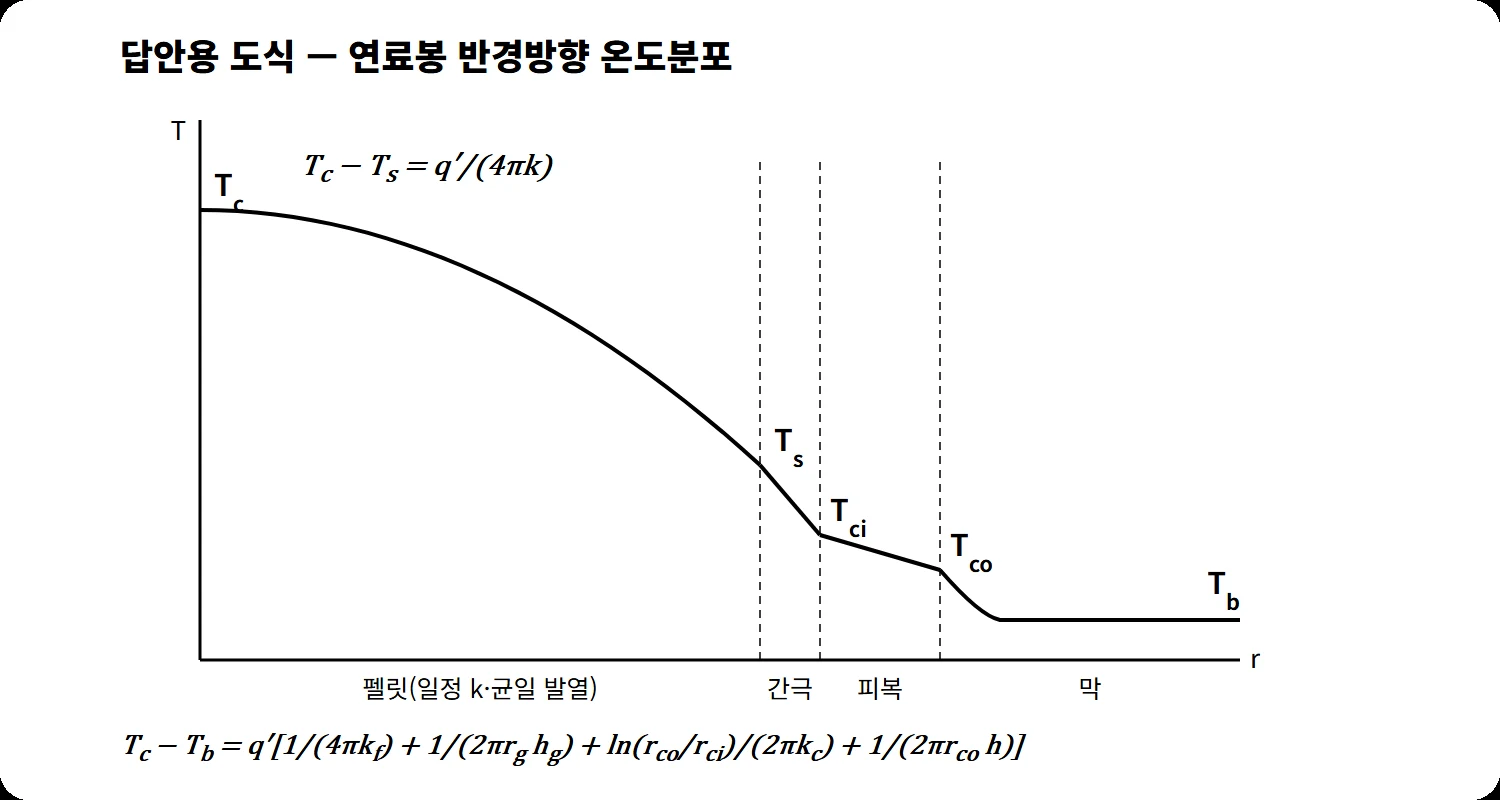 답안용 도식 — 연료봉 반경방향 온도분포
T
T_c − T_s = q′/(4πk)
T_c
T_s
T_ci
T_co
T_b
r
펠릿(일정 k·균일 발열)
간극
피복
막
T_c − T_b = q′[1/(4πk_f) + 1/(2πr_g h_g) + ln(r_co/r_ci)/(2πk_c) + 1/(2πr_co h)]